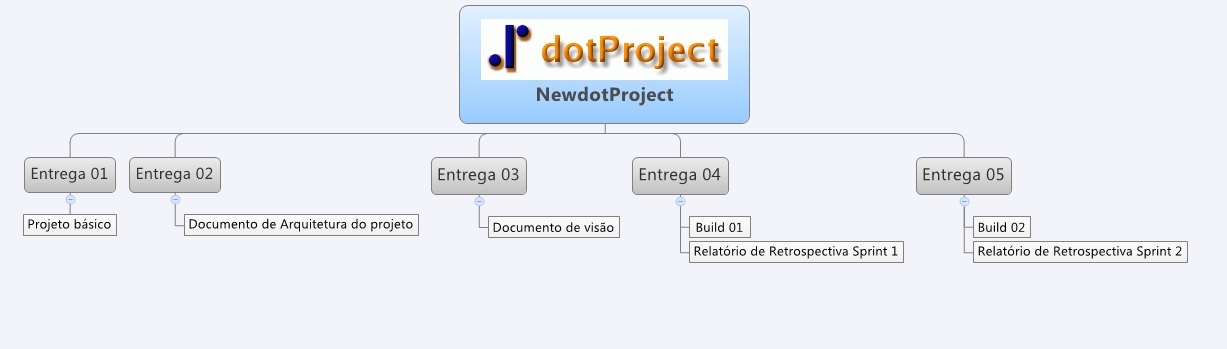 dotProject
NewdotProject
Entrega 01
Projeto básico
Entrega 02
Documento de Arquitetura do projeto
Entrega 03
Documento de visão
Entrega 04
Build 01
Relatório de Retrospectiva Sprint 1
Entrega 05
Build 02
Relatório de Retrospectiva Sprint 2